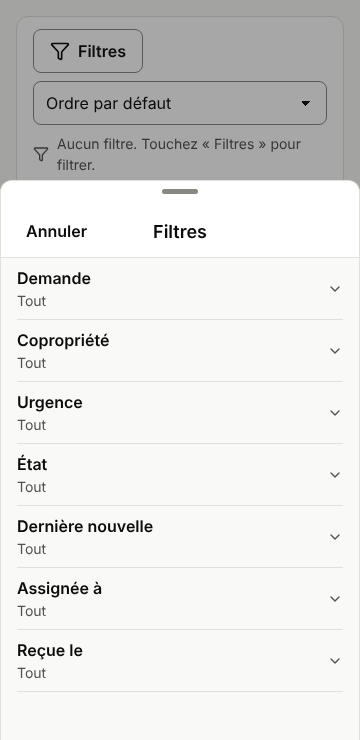 Filtres
Ordre par défaut
Aucun filtre. Touchez « Filtres » pour
filtrer.
Annuler
Filtres
Demande
Tout
Copropriété
Tout
Urgence
Tout
État
Tout
Dernière nouvelle
Tout
Assignée à
Tout
Reçue le
Tout